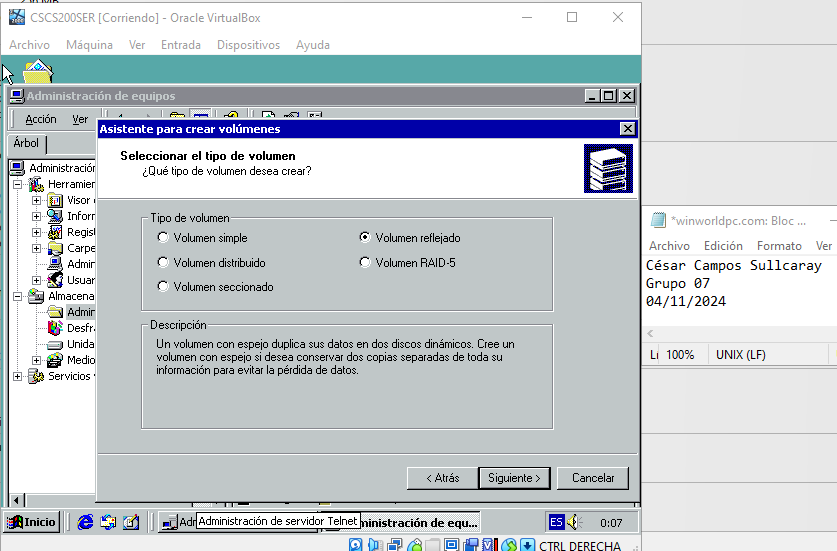 CSCS200SER [Corriendo] - Oracle VirtualBox
Archivo Máquina Ver Entrada Dispositivos Ayuda
Administración de equipos
Acción Ver
Árbol
Administración
Herramien
Visor
Inform
Regist
Carpe
Admin
Usuar
Almacena
Admin
Desfra
Unida
Medio
Servicios
Asistente para crear volúmenes
Seleccionar el tipo de volumen
¿Qué tipo de volumen desea crear?
Tipo de volumen
Volumen simple
Volumen reflejado
Volumen distribuido
Volumen RAID-5
Volumen seccionado
Descripción
Un volumen con espejo duplica sus datos en dos discos dinámicos. Cree un
volumen con espejo si desea conservar dos copias separadas de toda su
información para evitar la pérdida de datos.
< Atrás
Siguiente >
Cancelar
Inicio
Administración de servidor Telnet
ministración de equ...
ES
0:07
CTRL DERECHA
*winworldpc.com: Bloc ...
Archivo Edición Formato Ver
César Campos Sullcaray
Grupo 07
04/11/2024
100%
UNIX (LF)